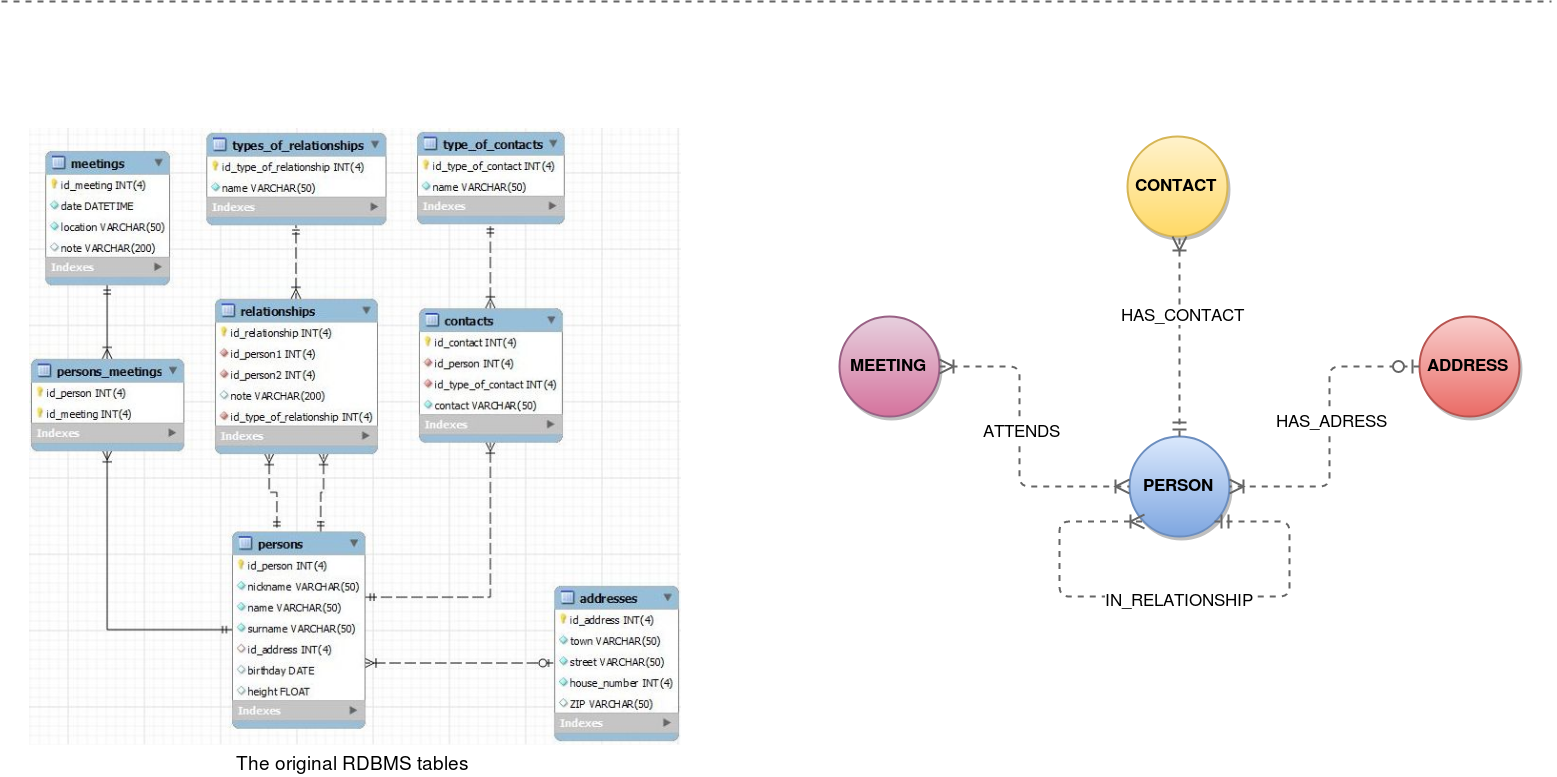 meetings
id_meeting INT(4)
date DATETIME
location VARCHAR(50)
note VARCHAR(200)
Indexes
types_of_relationships
id_type_of_relationship INT(4)
name VARCHAR(50)
Indexes
type_of_contacts
id_type_of_contact INT(4)
name VARCHAR(50)
Indexes
persons_meetings
id_person INT(4)
id_meeting INT(4)
Indexes
relationships
id_relationship INT(4)
id_person1 INT(4)
id_person2 INT(4)
note VARCHAR(200)
id_type_of_relationship INT(4)
Indexes
contacts
id_contact INT(4)
id_person INT(4)
id_type_of_contact INT(4)
contact VARCHAR(50)
Indexes
persons
id_person INT(4)
nickname VARCHAR(50)
name VARCHAR(50)
surname VARCHAR(50)
id_address INT(4)
birthday DATE
height FLOAT
Indexes
addresses
id_address INT(4)
town VARCHAR(50)
street VARCHAR(50)
house_number INT(4)
ZIP VARCHAR(50)
Indexes
The original RDBMS tables
CONTACT
HAS_CONTACT
MEETING
ADDRESS
ATTENDS
HAS_ADRESS
PERSON
IN_RELATIONSHIP